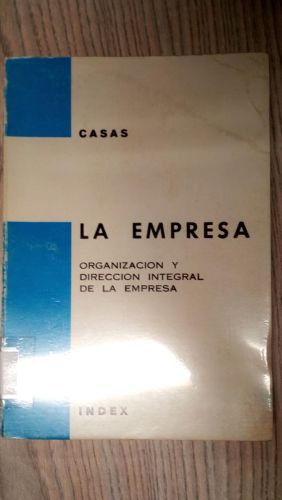 CASAS
LA EMPRESA
ORGANIZACION Y
DIRECCION INTEGRAL
DE LA EMPRESA
INDEX